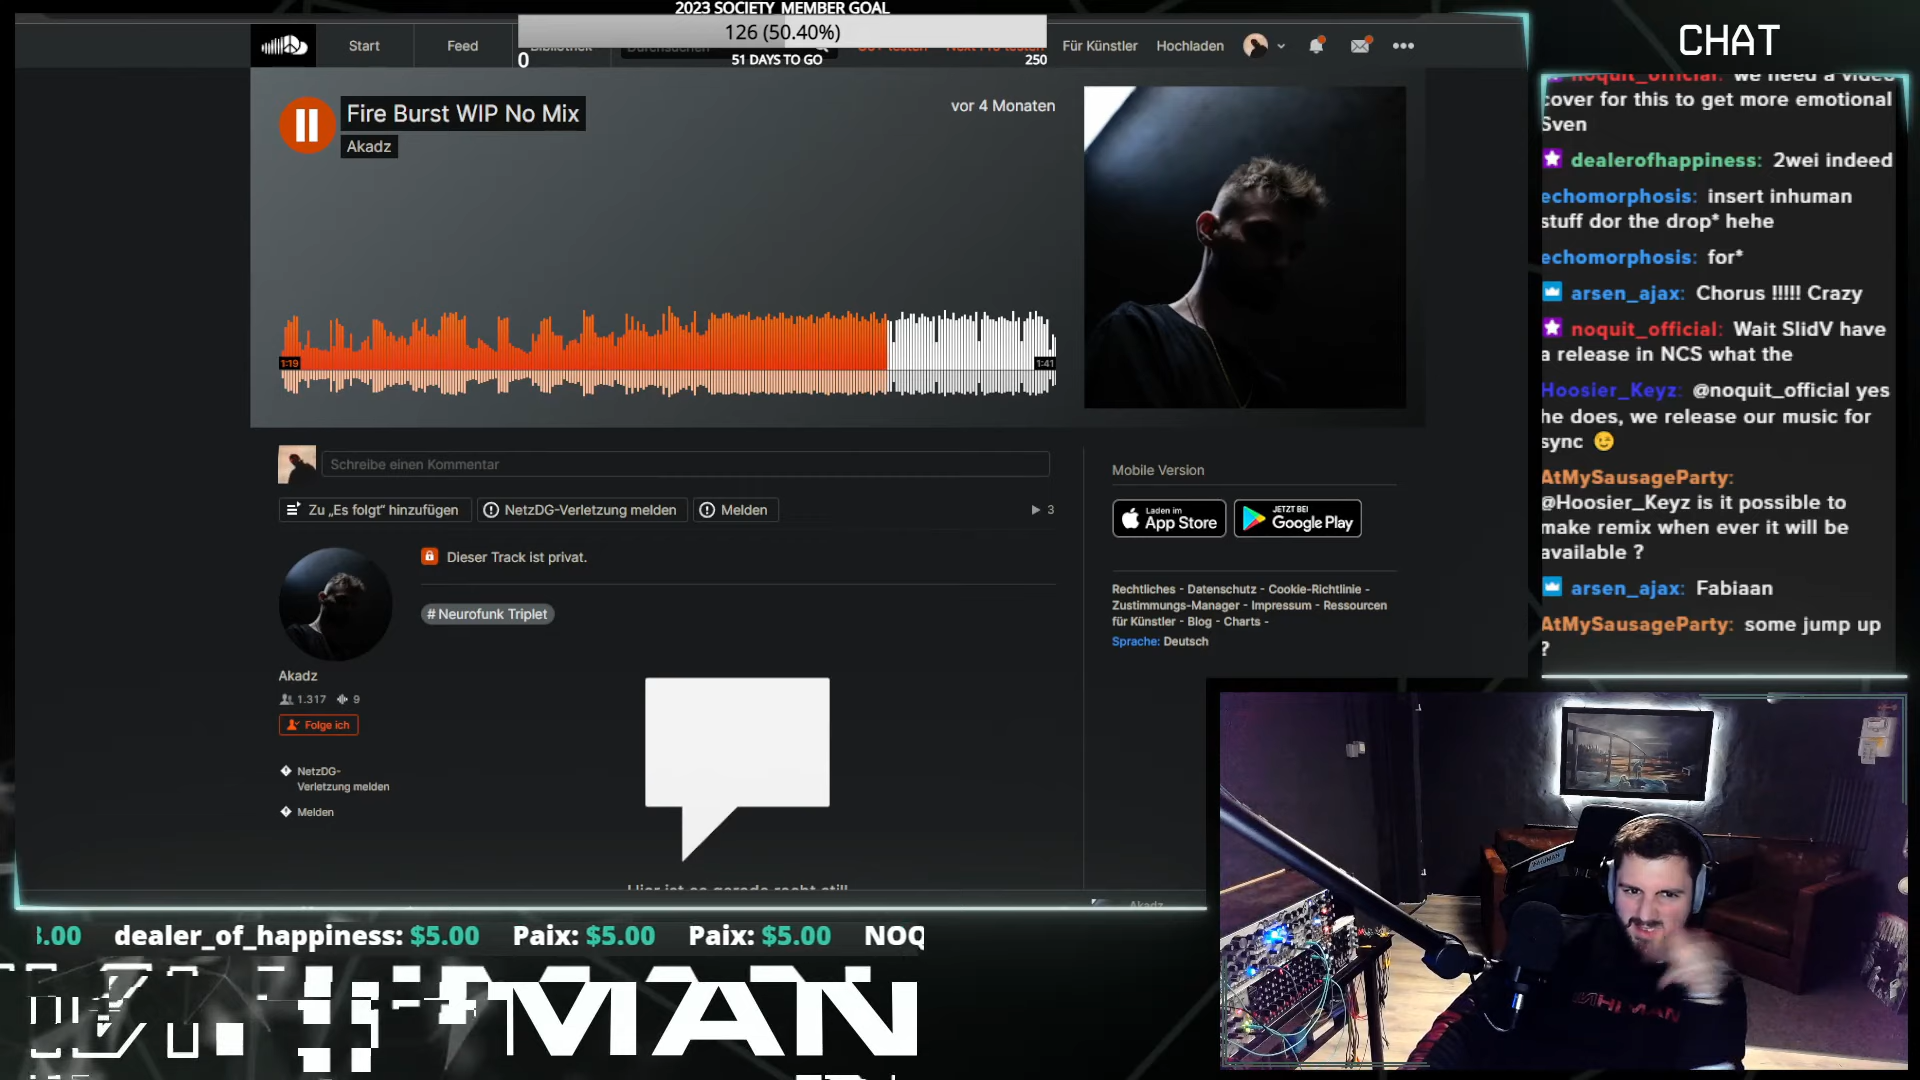 2023 SOCIETY MEMBER GOAL
126 (50.40%)
0
51 DAYS TO GO
250
Start
Feed
Für Künstler
Hochladen
Fire Burst WIP No Mix
Akadz
vor 4 Monaten
1:19
1:41
Schreibe einen Kommentar
Zu „Es folgt“ hinzufügen
NetzDG-Verletzung melden
Melden
3
Dieser Track ist privat.
# Neurofunk Triplet
Akadz
1.317
9
Folge ich
NetzDG-
Verletzung melden
Melden
Mobile Version
Laden im
App Store
JETZT BEI
Google Play
Rechtliches - Datenschutz - Cookie-Richtlinie -
Zustimmungs-Manager - Impressum - Ressourcen
für Künstler - Blog - Charts -
Sprache: Deutsch
CHAT
noquit_official: we need a video
cover for this to get more emotional
Sven
dealerofhappiness: 2wei indeed
echomorphosis: insert inhuman
stuff dor the drop* hehe
echomorphosis: for*
arsen_ajax: Chorus !!!!! Crazy
noquit_official: Wait SlidV have
a release in NCS what the
Hoosier_Keyz: @noquit_official yes
he does, we release our music for
sync 😉
AtMySausageParty:
@Hoosier_Keyz is it possible to
make remix when ever it will be
available ?
arsen_ajax: Fabiaan
AtMySausageParty: some jump up
?
3.00 dealer_of_happiness: $5.00 Paix: $5.00 Paix: $5.00 NOQ
MAN